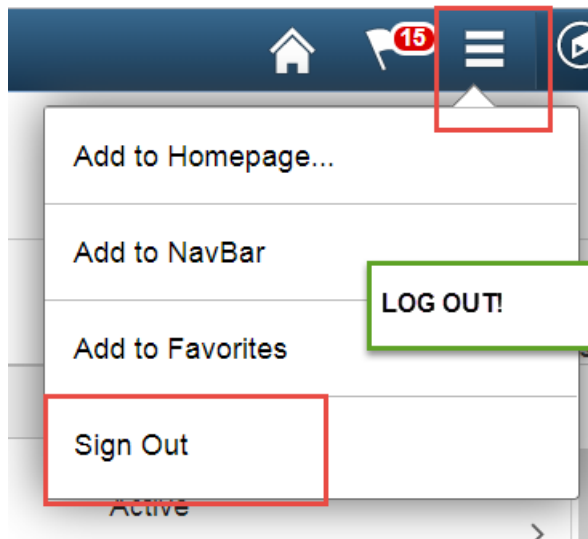 15
Add to Homepage...
Add to NavBar
LOG OUT!
Add to Favorites
Sign Out
Active